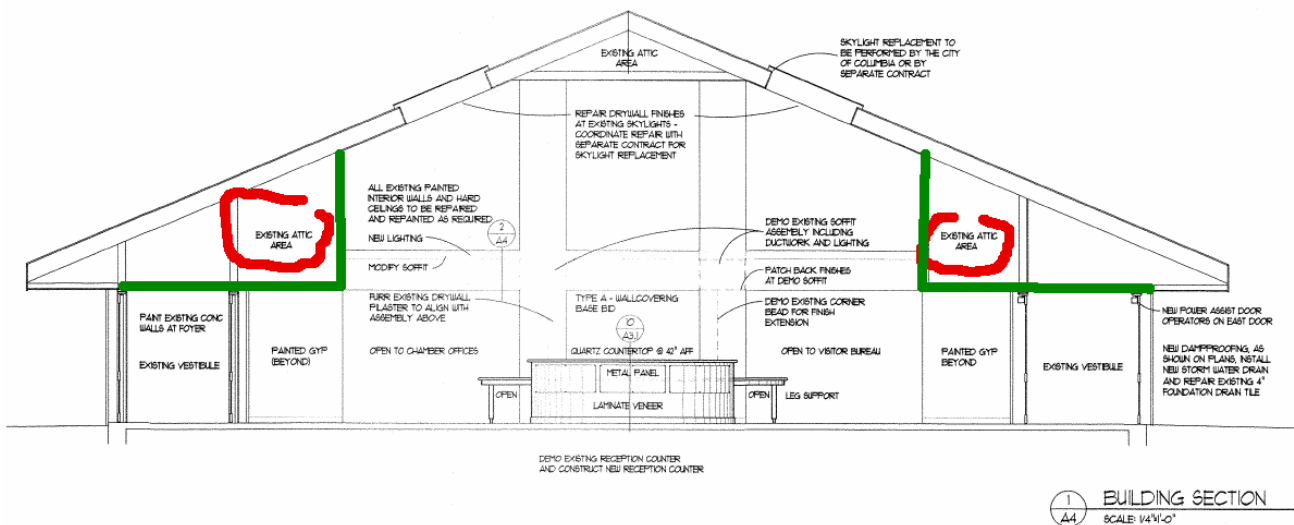 EXISTING ATTIC
AREA
SKYLIGHT REPLACEMENT TO
BE PERFORMED BY THE CITY
OF COLUMBIA OR BY
SEPARATE CONTRACT
REPAIR DRYWALL FINISHES
AT EXISTING SKYLIGHTS -
COORDINATE REPAIR WITH
SEPARATE CONTRACT FOR
SKYLIGHT REPLACEMENT
ALL EXISTING PAINTED
INTERIOR WALLS AND HARD
CEILINGS TO BE REPAIRED
AND REPAINTED AS REQUIRED
EXISTING ATTIC
AREA
NEW LIGHTING
2
A4
MODIFY SOFFIT
DEMO EXISTING SOFFIT
ASSEMBLY INCLUDING
DUCTWORK AND LIGHTING
EXISTING ATTIC
AREA
PATCH BACK FINISHES
AT DEMO SOFFIT
FURR EXISTING DRYWALL
PLASTER TO ALIGN WITH
ASSEMBLY ABOVE
TYPE A - WALLCOVERING
BASE BID
DEMO EXISTING CORNER
BEAD FOR FINISH
EXTENSION
PAINT EXISTING CONC
WALLS AT FOYER
NEW POWER ASSIST DOOR
OPERATORS ON EAST DOOR
10
A3.1
EXISTING VESTIBULE
PAINTED GYP
(BEYOND)
OPEN TO CHAMBER OFFICES
QUARTZ COUNTERTOP @ 42" AFF
OPEN TO VISITOR BUREAU
PAINTED GYP
BEYOND
EXISTING VESTIBULE
NEW DAMPPROOFING, AS
SHOWN ON PLANS, INSTALL
NEW STORM WATER DRAIN
AND REPAIR EXISTING 4"
FOUNDATION DRAIN TILE
METAL PANEL
OPEN
LAMINATE VENEER
OPEN
LEG SUPPORT
DEMO EXISTING RECEPTION COUNTER
AND CONSTRUCT NEW RECEPTION COUNTER
1
A4
BUILDING SECTION
SCALE: 1/4"=1'-0"